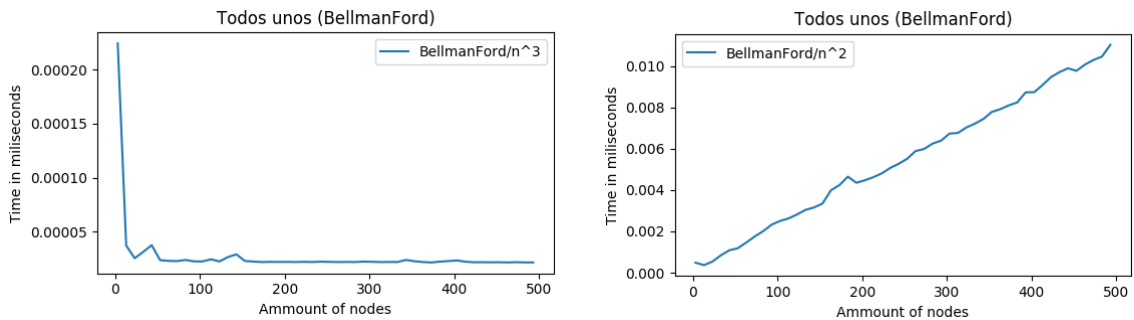 Todos unos (BellmanFord)
BellmanFord/n^3
0.00020
0.00015
0.00010
0.00005
Time in miliseconds
0 100 200 300 400 500
Ammount of nodes
Todos unos (BellmanFord)
BellmanFord/n^2
0.010
0.008
0.006
0.004
0.002
0.000
Time in miliseconds
0 100 200 300 400 500
Ammount of nodes